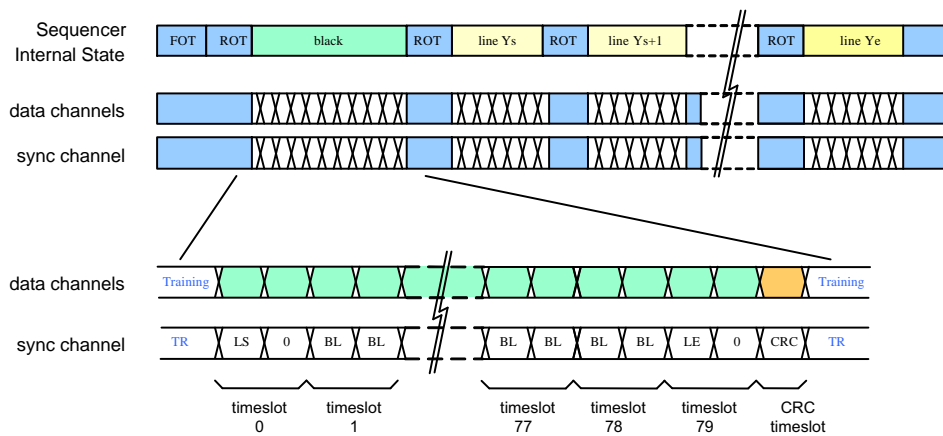 Sequencer
Internal State
FOT ROT black ROT line Ys ROT line Ys+1 ROT line Ye
data channels
sync channel
data channels Training Training
sync channel TR LS 0 BL BL BL BL BL BL LE 0 CRC TR
timeslot timeslot timeslot timeslot timeslot CRC
0 1 77 78 79 timeslot